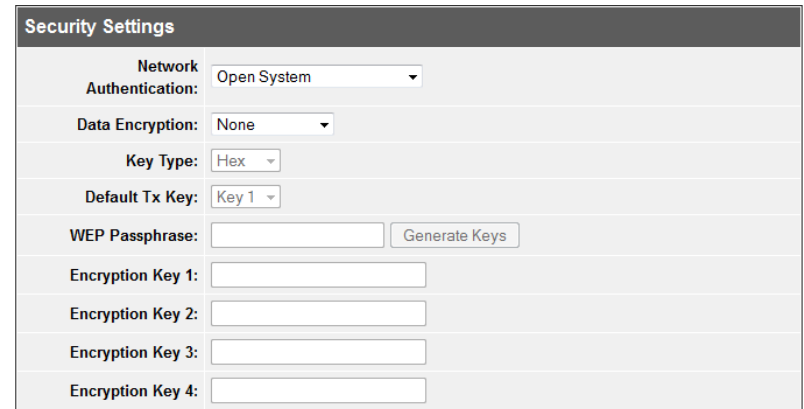 Security Settings
Network
Authentication: Open System
Data Encryption: None
Key Type: Hex
Default Tx Key: Key 1
WEP Passphrase: Generate Keys
Encryption Key 1:
Encryption Key 2:
Encryption Key 3:
Encryption Key 4: